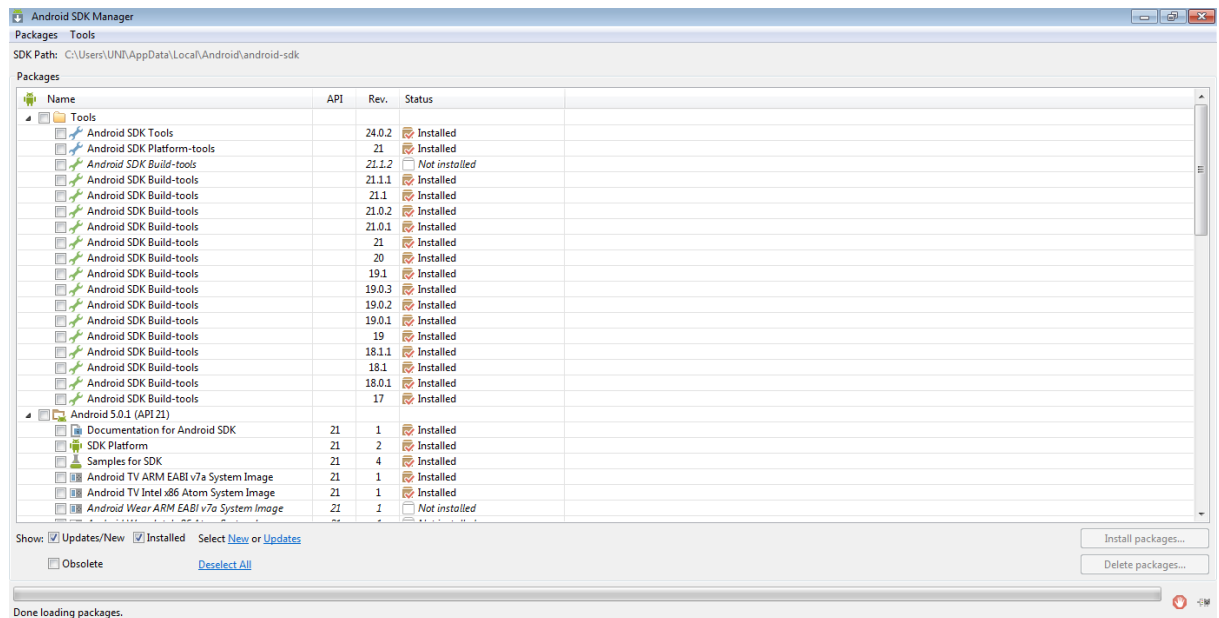 Android SDK Manager
Packages Tools
SDK Path: C:\Users\UNI\AppData\Local\Android\android-sdk
Packages
Name API Rev. Status
Tools
Android SDK Tools 24.0.2 Installed
Android SDK Platform-tools 21 Installed
Android SDK Build-tools 21.1.2 Not installed
Android SDK Build-tools 21.1.1 Installed
Android SDK Build-tools 21.1 Installed
Android SDK Build-tools 21.0.2 Installed
Android SDK Build-tools 21.0.1 Installed
Android SDK Build-tools 21 Installed
Android SDK Build-tools 20 Installed
Android SDK Build-tools 19.1 Installed
Android SDK Build-tools 19.0.3 Installed
Android SDK Build-tools 19.0.2 Installed
Android SDK Build-tools 19.0.1 Installed
Android SDK Build-tools 19 Installed
Android SDK Build-tools 18.1.1 Installed
Android SDK Build-tools 18.1 Installed
Android SDK Build-tools 18.0.1 Installed
Android SDK Build-tools 17 Installed
Android 5.0.1 (API 21)
Documentation for Android SDK 21 1 Installed
SDK Platform 21 2 Installed
Samples for SDK 21 4 Installed
Android TV ARM EABI v7a System Image 21 1 Installed
Android TV Intel x86 Atom System Image 21 1 Installed
Android Wear ARM EABI v7a System Image 21 1 Not installed
Show: Updates/New Installed Select New or Updates Install packages...
Obsolete Deselect All Delete packages...
Done loading packages.